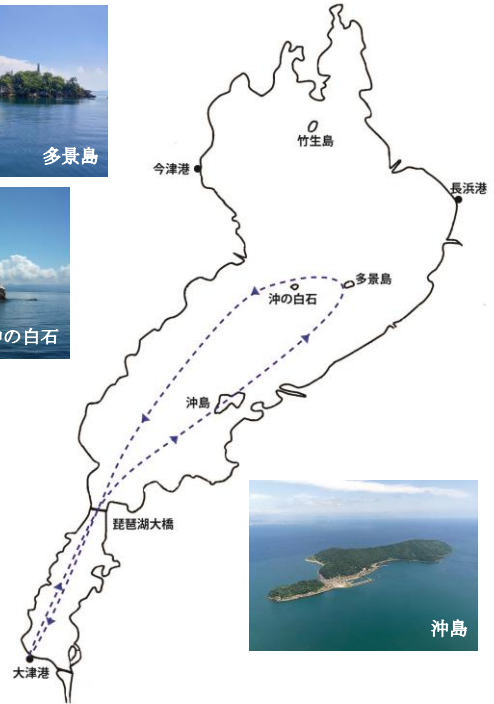 多景島
竹生島
今津港
長浜港
の白石
多景島
沖の白石
沖島
琵琶湖大橋
沖島
大津港